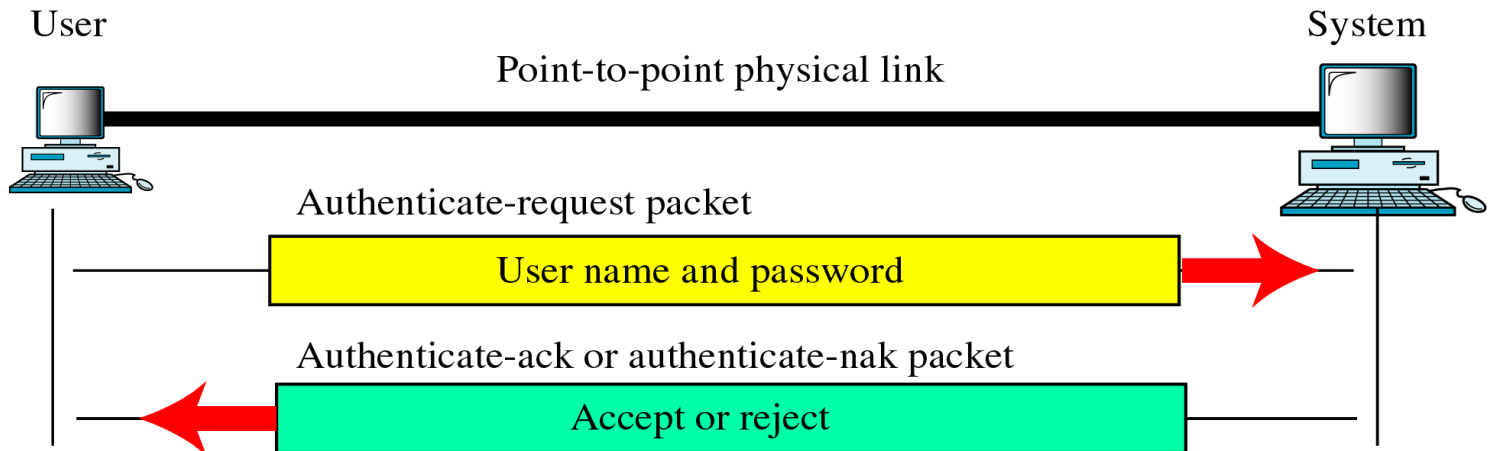 User
System
Point-to-point physical link
Authenticate-request packet
User name and password
Authenticate-ack or authenticate-nak packet
Accept or reject